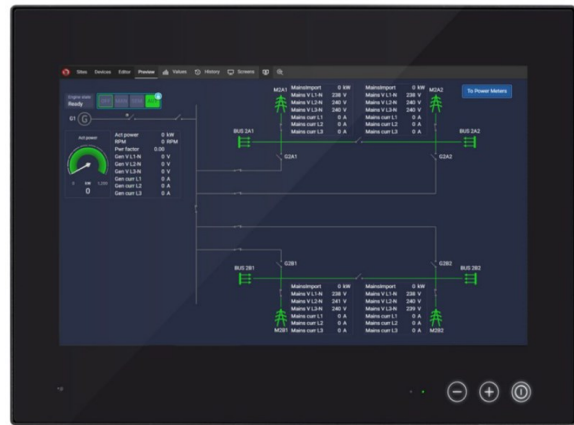 Sites Devices Editor Preview Values History Screens
Engine state
Ready
OFF MAN SEM AUT
G1 G
Act power
0 kW 1,200
0
Act power 0 kW
RPM 0 RPM
Pwr factor 0.00
Gen V L1-N 0 V
Gen V L2-N 0 V
Gen V L3-N 0 V
Gen curr L1 0 A
Gen curr L2 0 A
Gen curr L3 0 A
M2A1
MainsImport 0 kW
Mains V L1-N 238 V
Mains V L2-N 240 V
Mains V L3-N 240 V
Mains curr L1 0 A
Mains curr L2 0 A
Mains curr L3 0 A
MainsImport 0 kW
Mains V L1-N 238 V
Mains V L2-N 240 V
Mains V L3-N 240 V
Mains curr L1 0 A
Mains curr L2 0 A
Mains curr L3 0 A
M2A2
To Power Meters
BUS 2A1
BUS 2A2
G2A1
G2A2
G2B1
G2B2
BUS 2B1
BUS 2B2
MainsImport 0 kW
Mains V L1-N 238 V
Mains V L2-N 241 V
Mains V L3-N 240 V
Mains curr L1 0 A
Mains curr L2 0 A
Mains curr L3 0 A
M2B1
MainsImport 0 kW
Mains V L1-N 238 V
Mains V L2-N 240 V
Mains V L3-N 239 V
Mains curr L1 0 A
Mains curr L2 0 A
Mains curr L3 0 A
M2B2